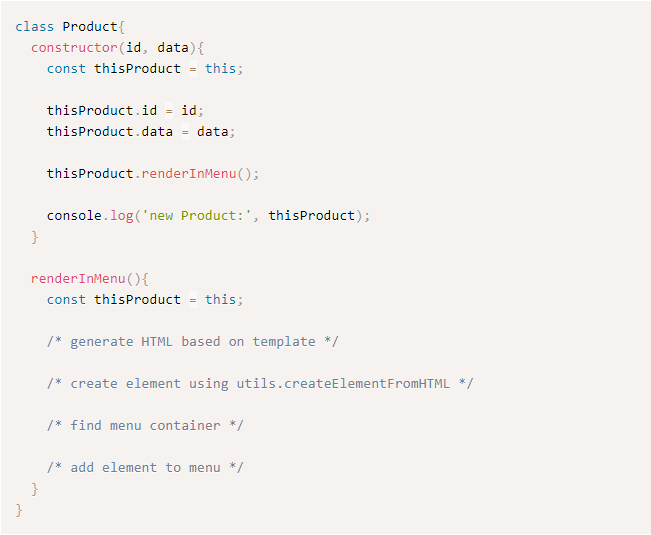 class Product{
  constructor(id, data){
    const thisProduct = this;

    thisProduct.id = id;
    thisProduct.data = data;

    thisProduct.renderInMenu();

    console.log('new Product:', thisProduct);
  }

  renderInMenu(){
    const thisProduct = this;

    /* generate HTML based on template */

    /* create element using utils.createElementFromHTML */

    /* find menu container */

    /* add element to menu */
  }
}